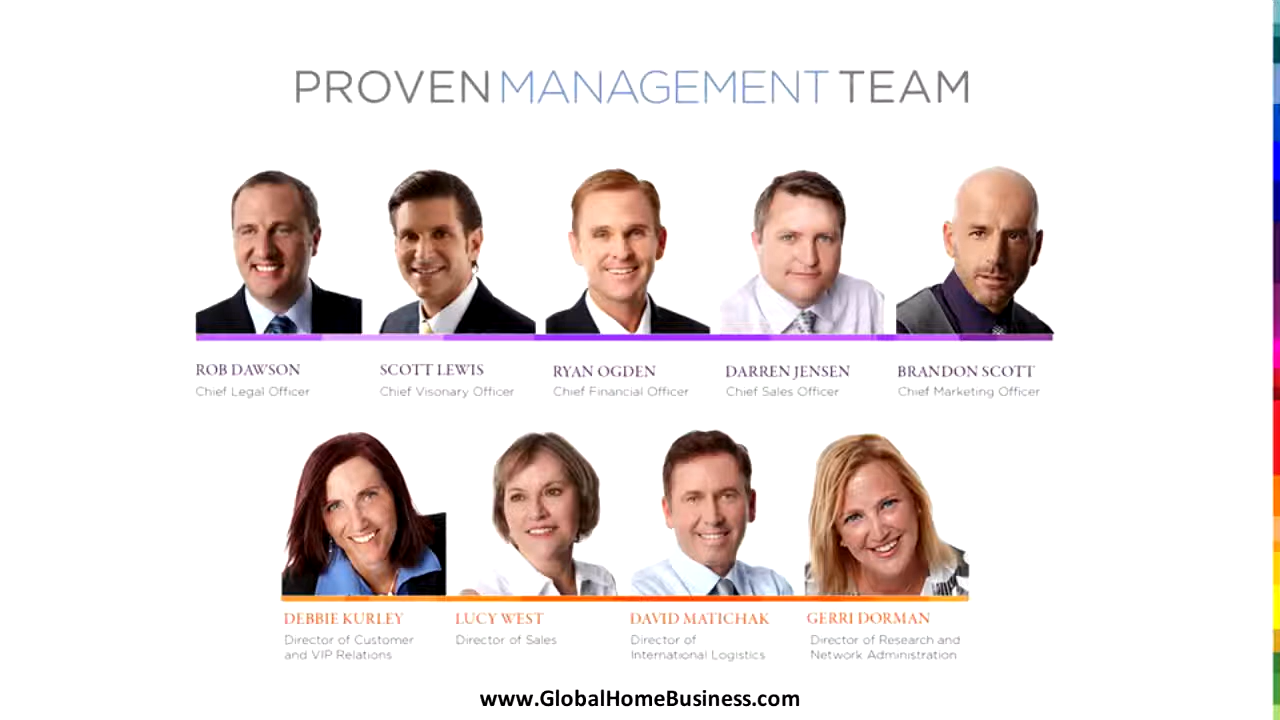 PROVEN MANAGEMENT TEAM
ROB DAWSON
Chief Legal Officer
SCOTT LEWIS
Chief Visonary Officer
RYAN OGDEN
Chief Financial Officer
DARREN JENSEN
Chief Sales Officer
BRANDON SCOTT
Chief Marketing Officer
DEBBIE KURLEY
Director of Customer
and VIP Relations
LUCY WEST
Director of Sales
DAVID MATICHAK
Director of
International Logistics
GERRI DORMAN
Director of Research and
Network Administration
www.GlobalHomeBusiness.com